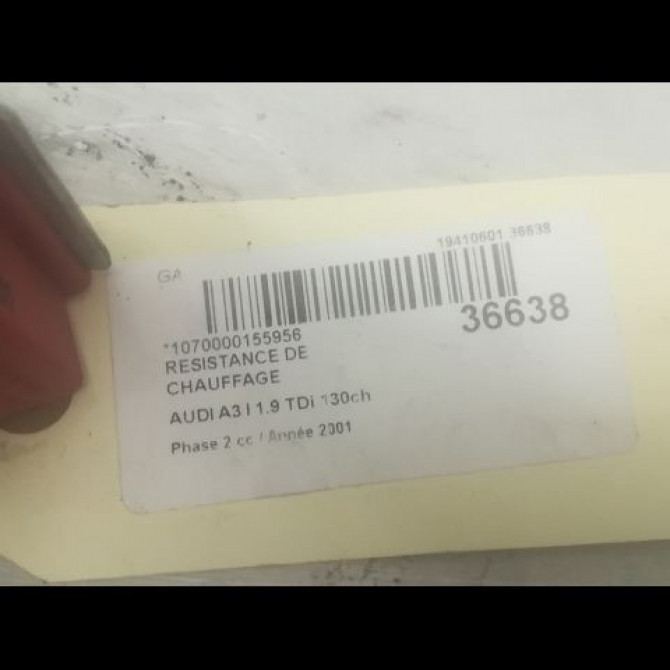 GA
19410601 36638
36638
*1070000155956
RESISTANCE DE
CHAUFFAGE
AUDI A3 I 1.9 TDi 130ch
Phase 2 cc / Année 2001